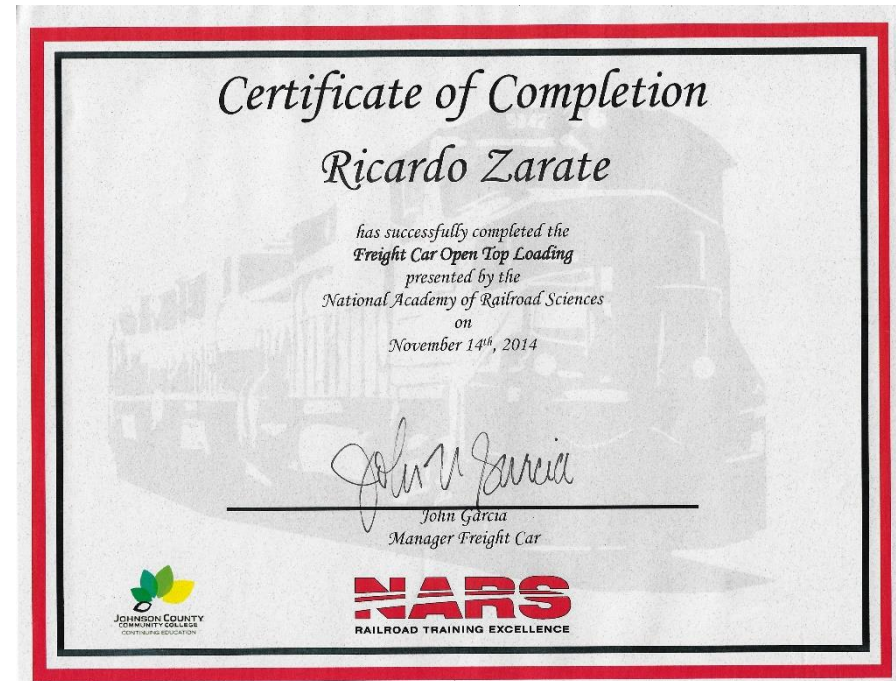 Certificate of Completion
Ricardo Zarate
has successfully completed the
Freight Car Open Top Loading
presented by the
National Academy of Railroad Sciences
on
November 14th, 2014
John Garcia
John Garcia
Manager Freight Car
JOHNSON COUNTY
COMMUNITY COLLEGE
CONTINUING EDUCATION
NARS
RAILROAD TRAINING EXCELLENCE